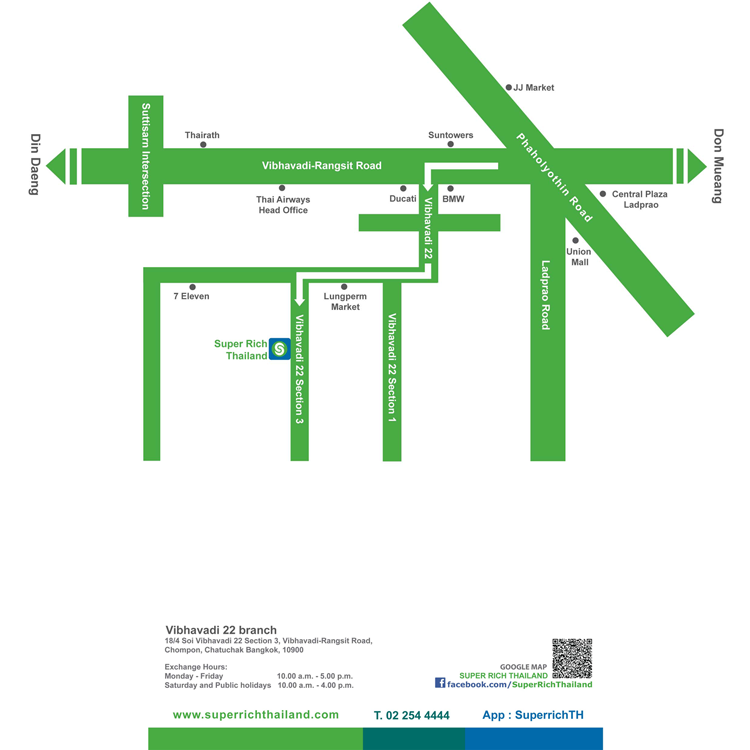 JJ Market
Suttisarn Intersection
Thairath
Suntowers
Phaholyothin Road
Din Daeng
Vibhavadi-Rangsit Road
Don Mueang
Thai Airways
Head Office
Ducati
BMW
Central Plaza
Ladprao
Vibhavadi 22
Union
Mall
Ladprao Road
7 Eleven
Lungperm
Market
Super Rich
Thailand
Vibhavadi 22 Section 3
Vibhavadi 22 Section 1
Vibhavadi 22 branch
18/4 Soi Vibhavadi 22 Section 3, Vibhavadi-Rangsit Road,
Chompon, Chatuchak Bangkok, 10900
Exchange Hours:
Monday - Friday 10.00 a.m. - 5.00 p.m.
Saturday and Public holidays 10.00 a.m. - 4.00 p.m.
GOOGLE MAP
SUPER RICH THAILAND
facebook.com/SuperRichThailand
www.superrichthailand.com
T. 02 254 4444
App : SuperrichTH